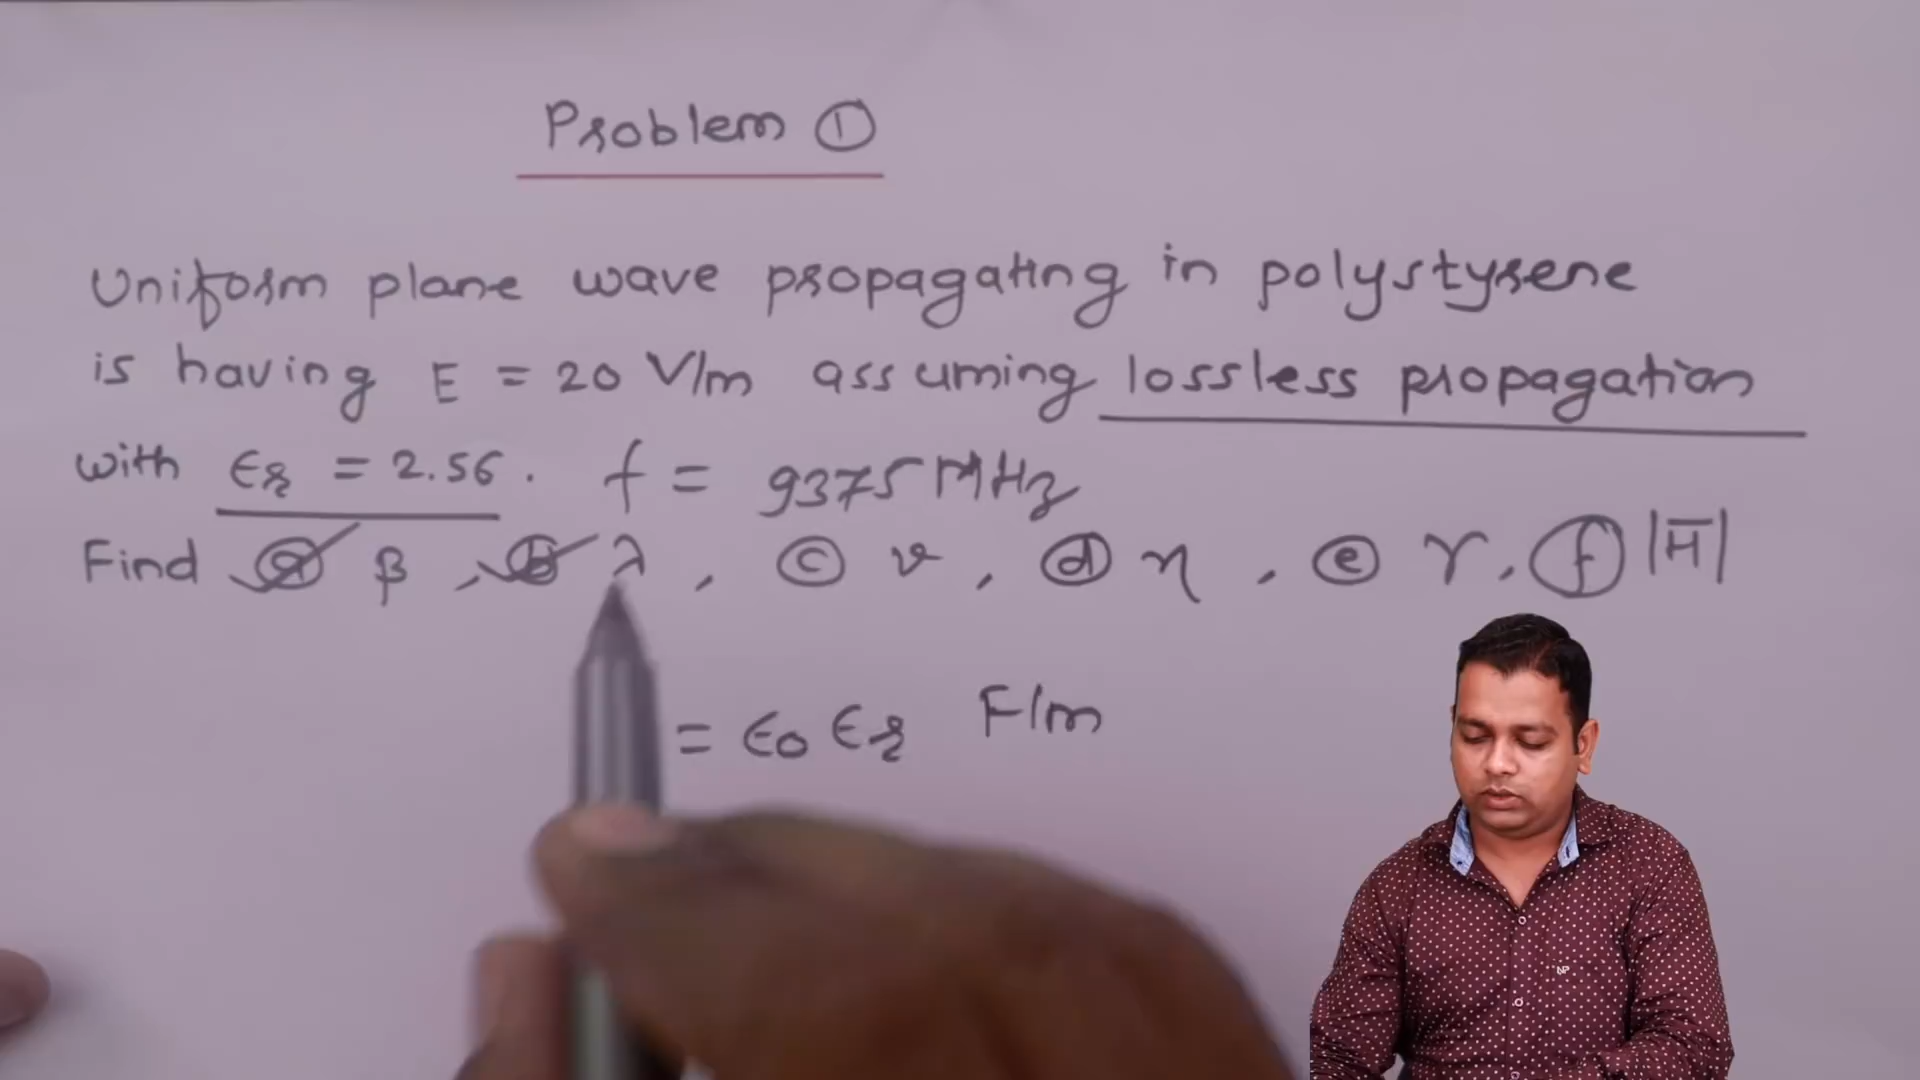 Problem ①
Uniform plane wave propagating in polystyrene
is having E = 20 V/m assuming lossless propagation
with ϵr = 2.56. f = 9375 MHz
Find ⓐ β, ⓑ λ, ⓒ v, ⓓ η, ⓔ γ, ⓕ |H̅|
= ϵ0 ϵr F/m
NP